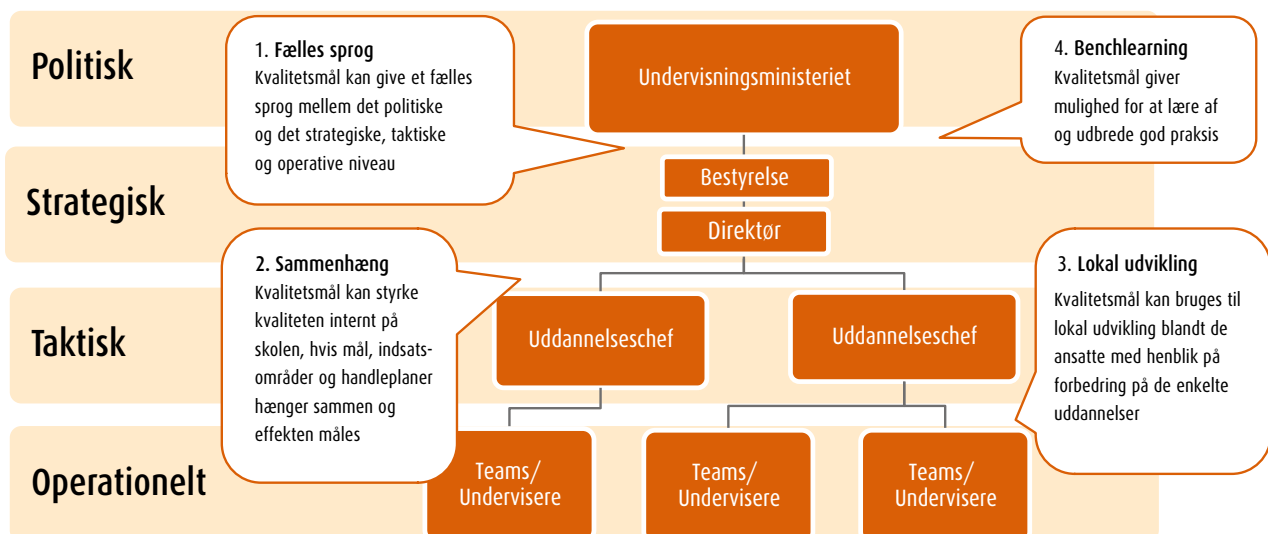 Politisk
1. Fælles sprog
Kvalitetsmål kan give et fælles
sprog mellem det politiske
og det strategiske, taktiske
og operative niveau
Undervisningsministeriet
4. Benchlearning
Kvalitetsmål giver
mulighed for at lære af
og udbrede god praksis
Strategisk
Bestyrelse
Direktør
2. Sammenhæng
Kvalitetsmål kan styrke
kvaliteten internt på
skolen, hvis mål, indsats-
områder og handleplaner
hænger sammen og
effekten måles
3. Lokal udvikling
Kvalitetsmål kan bruges til
lokal udvikling blandt de
ansatte med henblik på
forbedring på de enkelte
uddannelser
Taktisk
Uddannelseschef
Uddannelseschef
Operationelt
Teams/
Undervisere
Teams/
Undervisere
Teams/
Undervisere